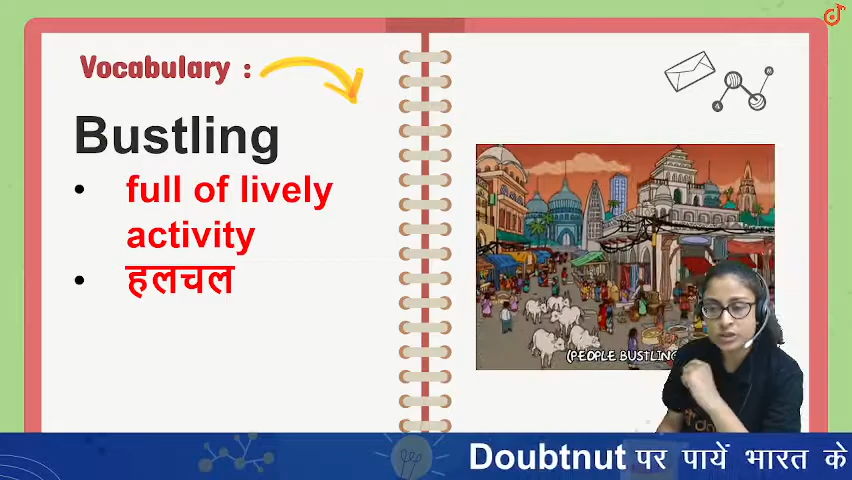 Vocabulary :
Bustling
• full of lively
activity
• हलचल
(PEOPLE BUSTLING
Doubtnut पर पायें भारत के